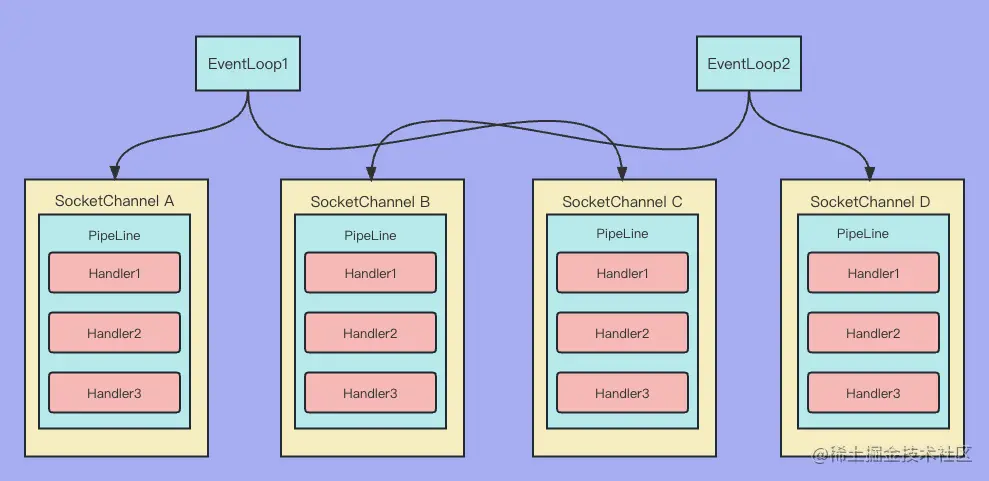 EventLoop1
EventLoop2
SocketChannel A
PipeLine
Handler1
Handler2
Handler3
SocketChannel B
PipeLine
Handler1
Handler2
Handler3
SocketChannel C
PipeLine
Handler1
Handler2
Handler3
SocketChannel D
PipeLine
Handler1
Handler2
Handler3
@稀土掘金技术社区